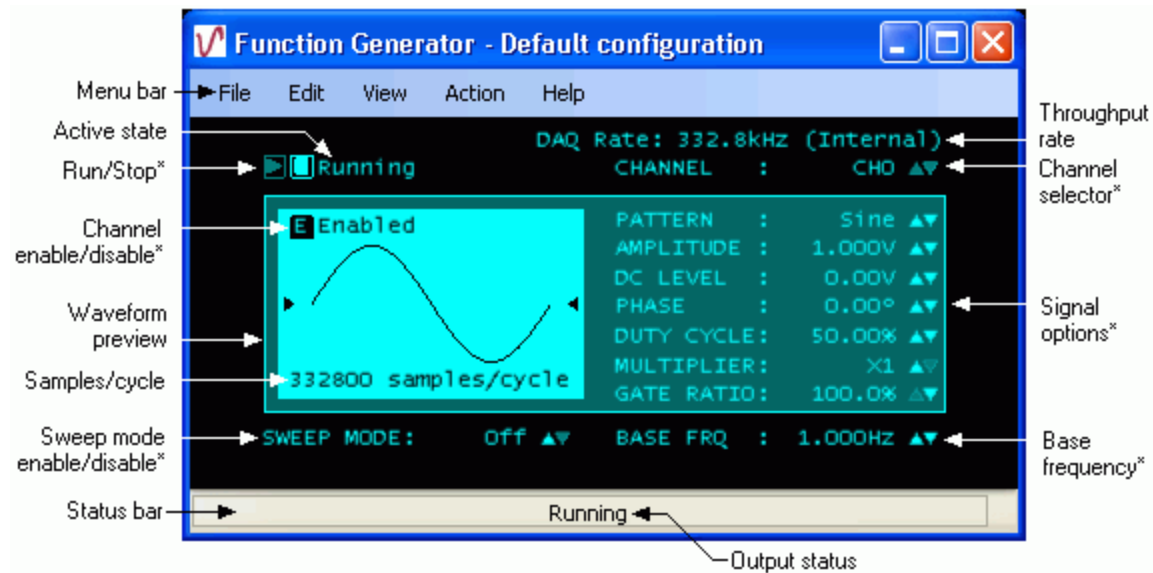 Function Generator - Default configuration
Menu bar
File Edit View Action Help
Throughput
rate
Active state
DAQ Rate: 332.8kHz (Internal)
Run/Stop*
Running
CHANNEL : CH0
Channel
selector*
Channel
enable/disable*
E Enabled
PATTERN : Sine
AMPLITUDE : 1.000V
DC LEVEL : 0.00V
PHASE : 0.00°
DUTY CYCLE: 50.00%
MULTIPLIER: X1
GATE RATIO: 100.0%
Signal
options*
Waveform
preview
Samples/cycle
332800 samples/cycle
Sweep mode
enable/disable*
SWEEP MODE: Off
BASE FRQ : 1.000Hz
Base
frequency*
Status bar
Running
Output status